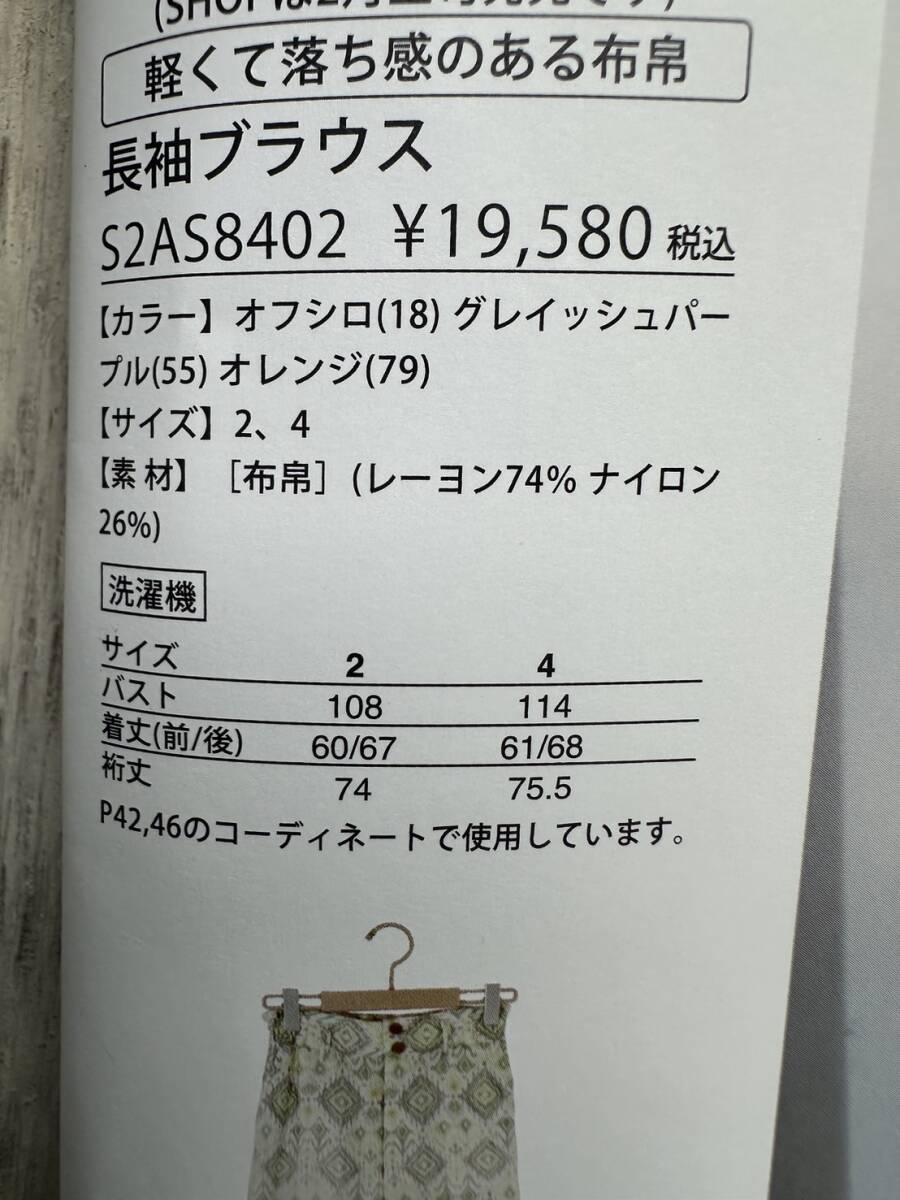 軽くて落ち感のある布帛
長袖ブラウス
S2AS8402 ¥19,580 税込
【カラー】オフシロ(18) グレイッシュパー
プル(55) オレンジ(79)
【サイズ】2、4
【素 材】［布帛］(レーヨン74% ナイロン
26%)
洗濯機
サイズ 2 4
バスト 108 114
着丈(前/後) 60/67 61/68
裄丈 74 75.5
P42,46のコーディネートで使用しています。